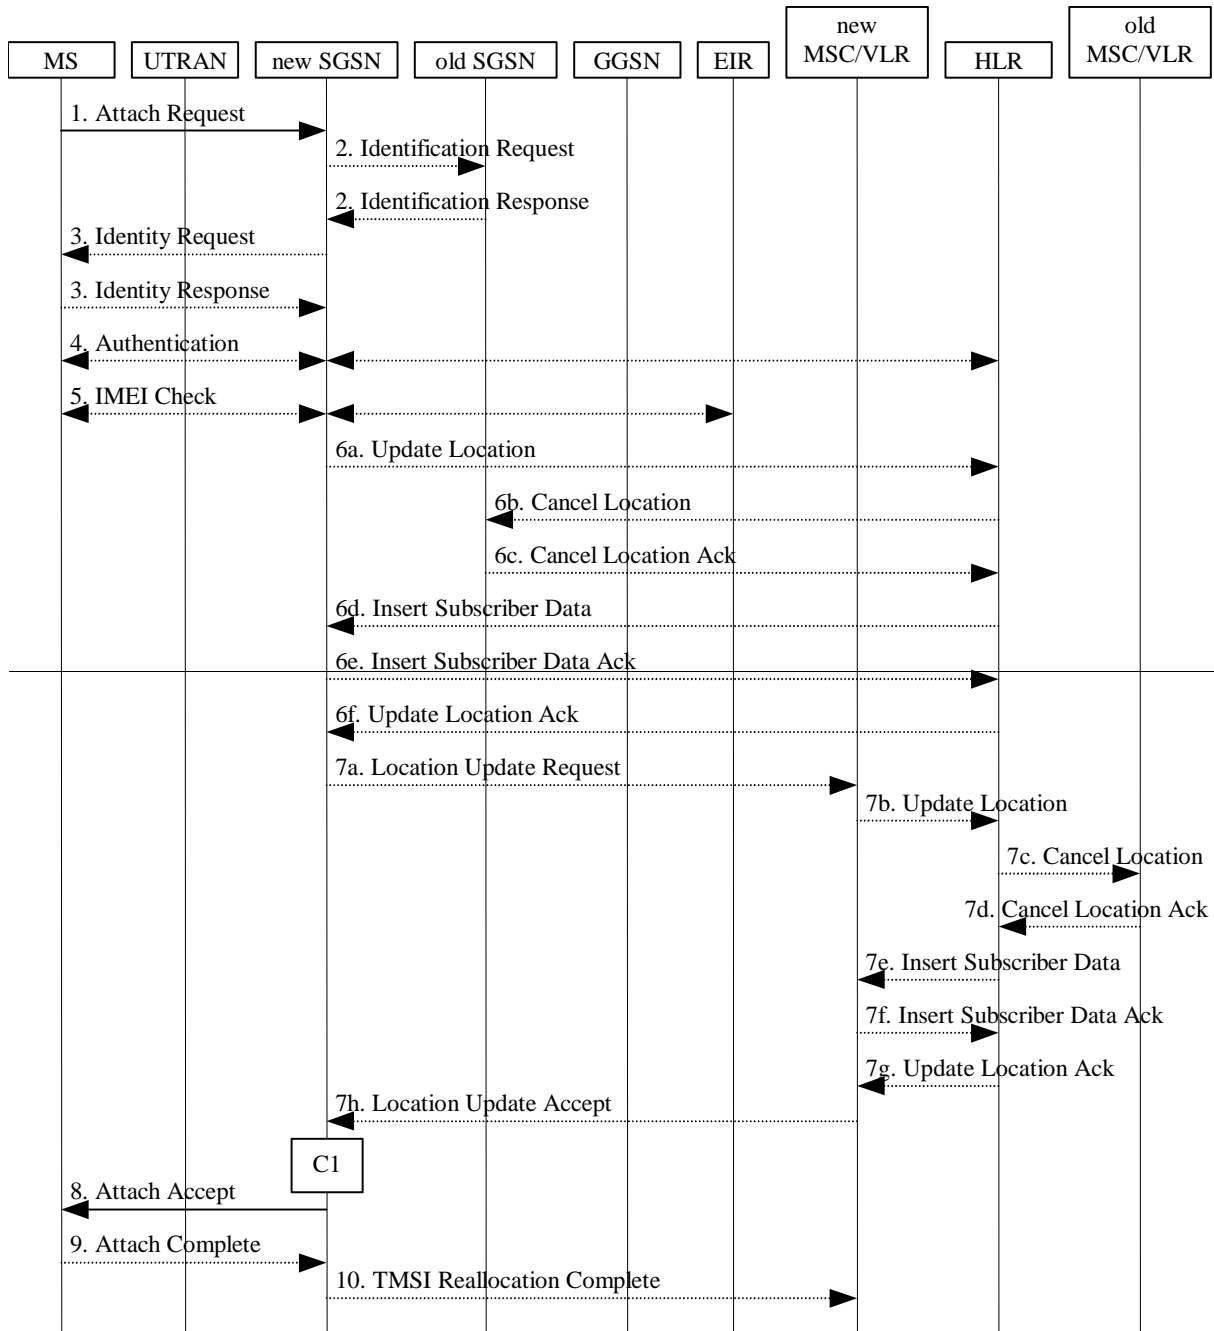 new
MSC/VLR
old
MSC/VLR
MS
UTRAN
new SGSN
old SGSN
GGSN
EIR
HLR
1. Attach Request
2. Identification Request
2. Identification Response
3. Identity Request
3. Identity Response
4. Authentication
5. IMEI Check
6a. Update Location
6b. Cancel Location
6c. Cancel Location Ack
6d. Insert Subscriber Data
6e. Insert Subscriber Data Ack
6f. Update Location Ack
7a. Location Update Request
7b. Update Location
7c. Cancel Location
7d. Cancel Location Ack
7e. Insert Subscriber Data
7f. Insert Subscriber Data Ack
7g. Update Location Ack
7h. Location Update Accept
C1
8. Attach Accept
9. Attach Complete
10. TMSI Reallocation Complete